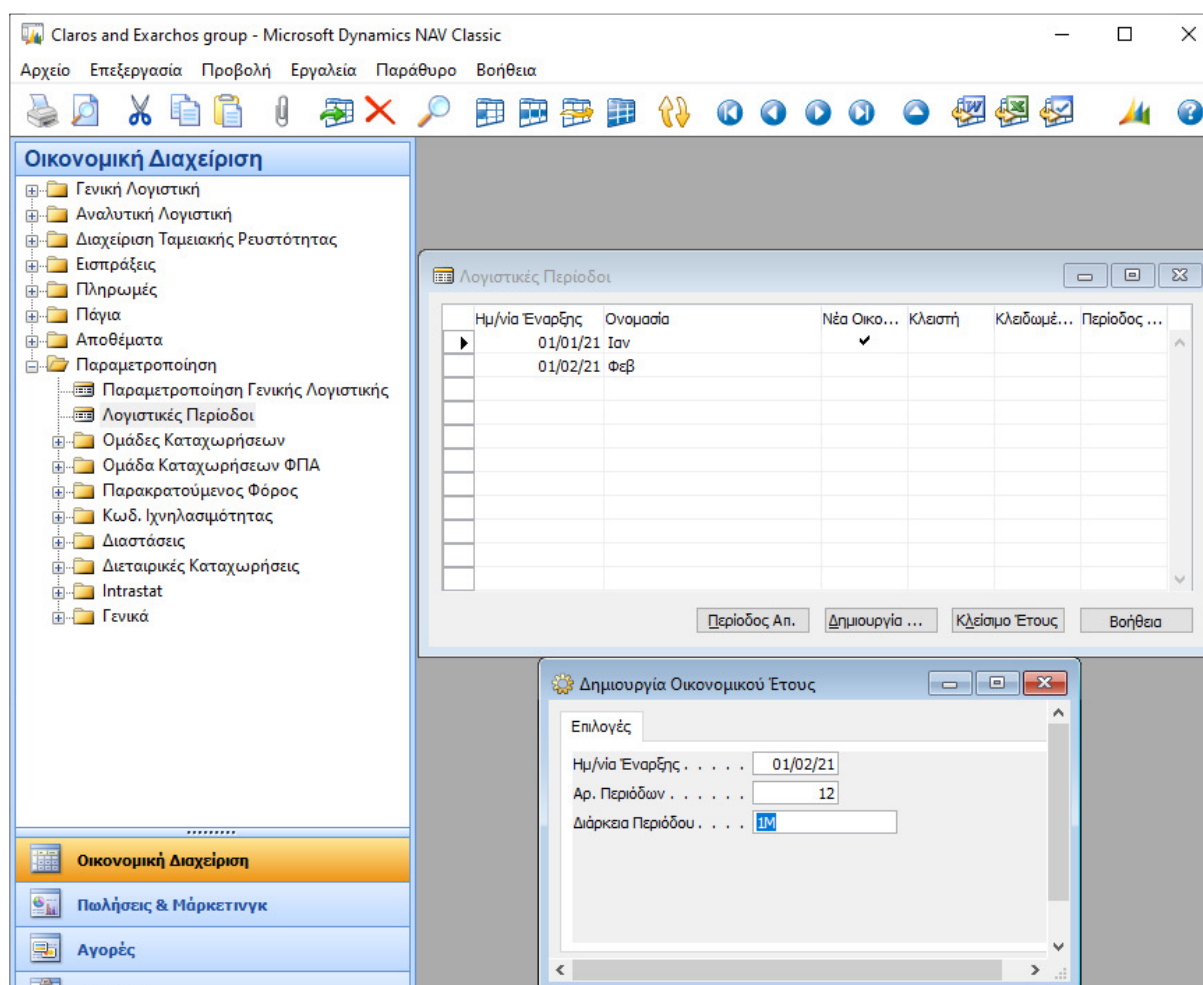 Claros and Exarchos group - Microsoft Dynamics NAV Classic
Αρχείο Επεξεργασία Προβολή Εργαλεία Παράθυρο Βοήθεια
Οικονομική Διαχείριση
Γενική Λογιστική
Αναλυτική Λογιστική
Διαχείριση Ταμειακής Ρευστότητας
Εισπράξεις
Πληρωμές
Πάγια
Αποθέματα
Παραμετροποίηση
Παραμετροποίηση Γενικής Λογιστικής
Λογιστικές Περίοδοι
Ομάδες Καταχωρήσεων
Ομάδα Καταχωρήσεων ΦΠΑ
Παρακρατούμενος Φόρος
Κωδ. Ιχνηλασιμότητας
Διαστάσεις
Διεταιρικές Καταχωρήσεις
Intrastat
Γενικά
Οικονομική Διαχείριση
Πωλήσεις & Μάρκετινγκ
Αγορές
Λογιστικές Περίοδοι
Ημ/νία Έναρξης Ονομασία Νέα Οικο... Κλειστή Κλειδωμέ... Περίοδος ...
01/01/21 Ιαν ✔
01/02/21 Φεβ
Περίοδος Απ. Δημιουργία ... Κλείσιμο Έτους Βοήθεια
Δημιουργία Οικονομικού Έτους
Επιλογές
Ημ/νία Έναρξης . . . . . 01/02/21
Αρ. Περιόδων . . . . . . 12
Διάρκεια Περιόδου . . . . 1M